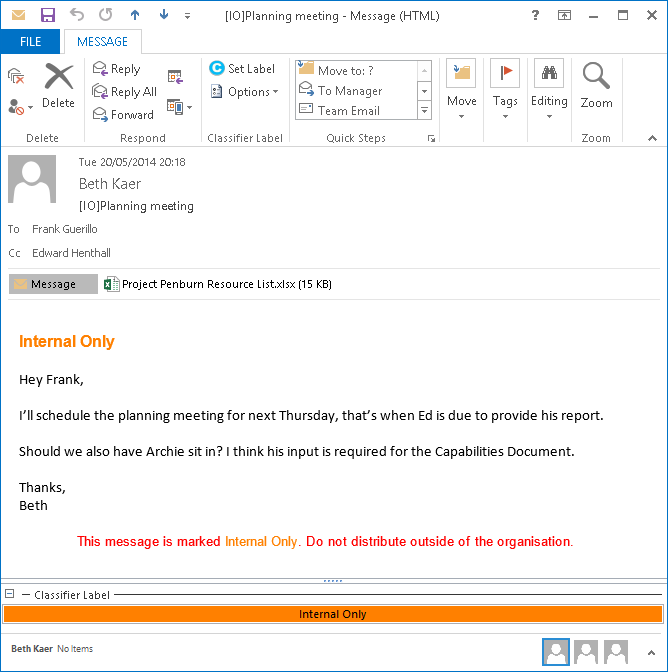 [IO]Planning meeting - Message (HTML)
?
FILE
MESSAGE
Delete
Reply
Reply All
Forward
Set Label
Options
Move to: ?
To Manager
Team Email
Move
Tags
Editing
Zoom
Delete
Respond
Classifier Label
Quick Steps
Zoom
Tue 20/05/2014 20:18
Beth Kaer
[IO]Planning meeting
To Frank Guerillo
Cc Edward Henthall
Message
Project Penburn Resource List.xlsx (15 KB)
Internal Only
Hey Frank,
I'll schedule the planning meeting for next Thursday, that's when Ed is due to provide his report.
Should we also have Archie sit in? I think his input is required for the Capabilities Document.
Thanks,
Beth
This message is marked Internal Only. Do not distribute outside of the organisation.
Classifier Label
Internal Only
Beth Kaer No Items